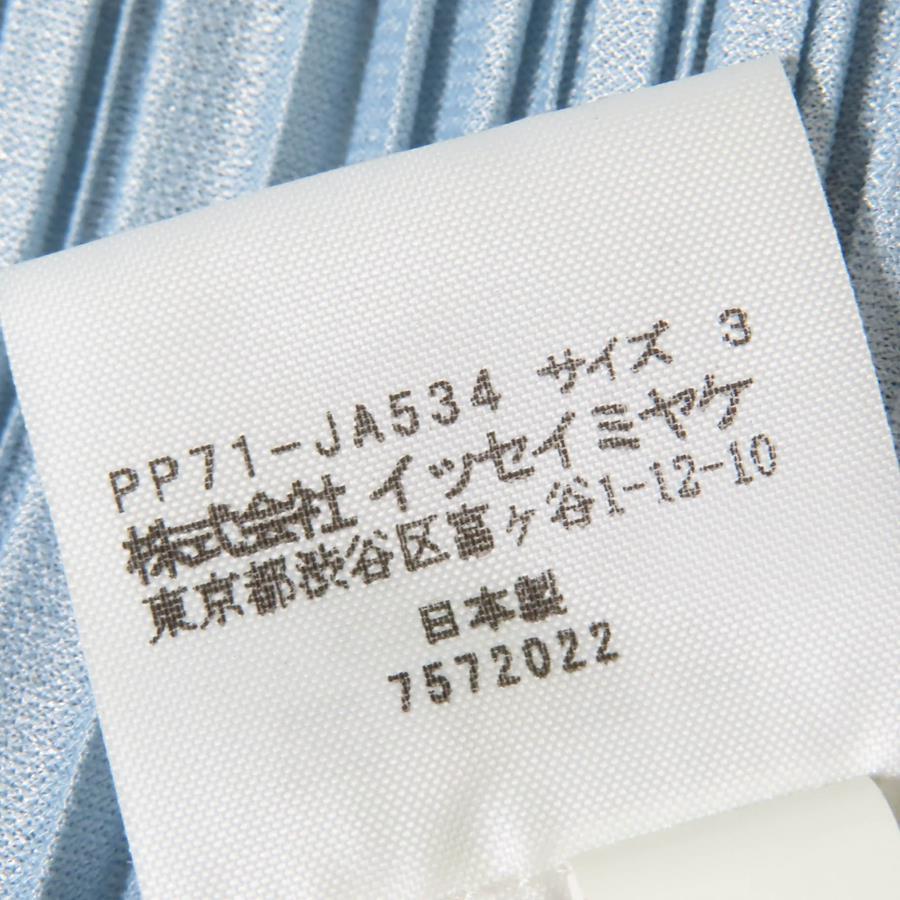 PP71-JA534 サイズ 3
株式会社 イッセイミヤケ
東京都渋谷区富ヶ谷1-12-10
日本製
7572022